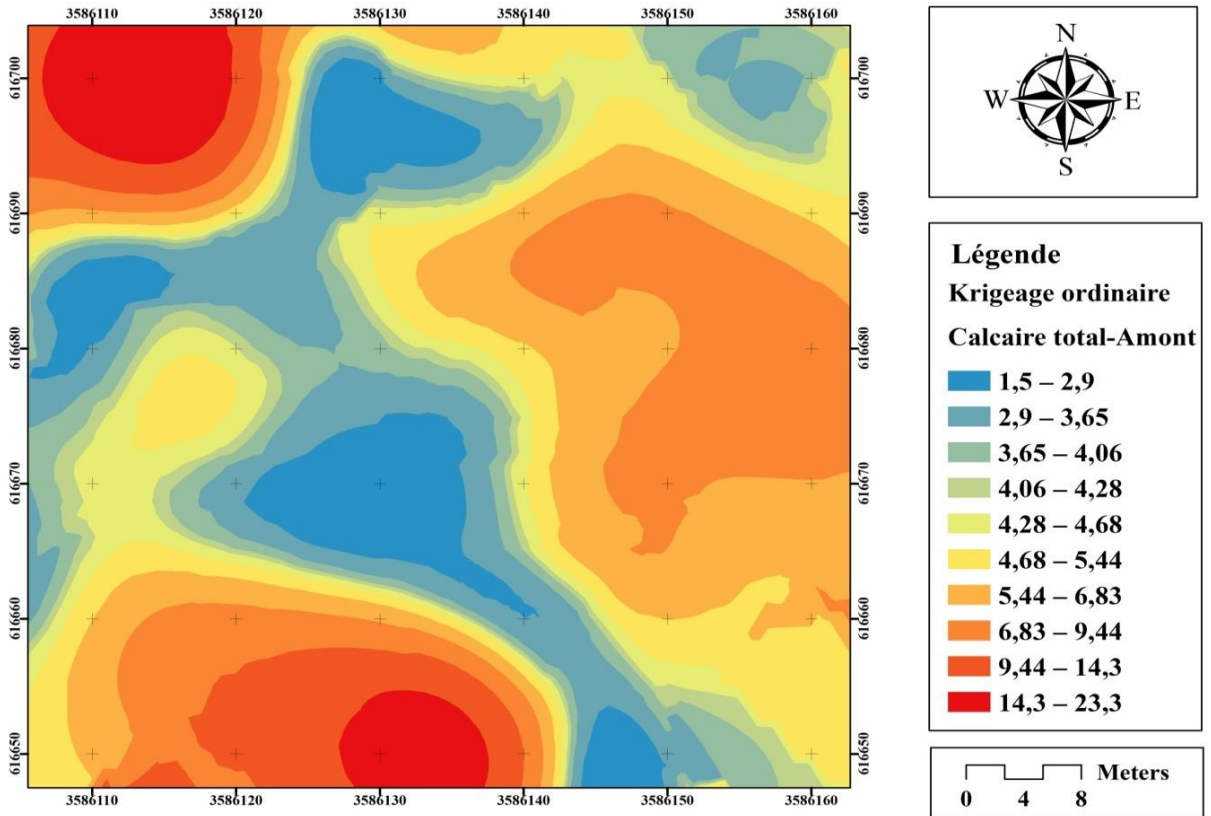 3586110 3586120 3586130 3586140 3586150 3586160
616700 616700
616690 616690
616680 616680
616670 616670
616660 616660
616650 616650
3586110 3586120 3586130 3586140 3586150 3586160
N
W E
S
Légende
Krigeage ordinaire
Calcaire total-Amont
1,5 – 2,9
2,9 – 3,65
3,65 – 4,06
4,06 – 4,28
4,28 – 4,68
4,68 – 5,44
5,44 – 6,83
6,83 – 9,44
9,44 – 14,3
14,3 – 23,3
Meters
0 4 8